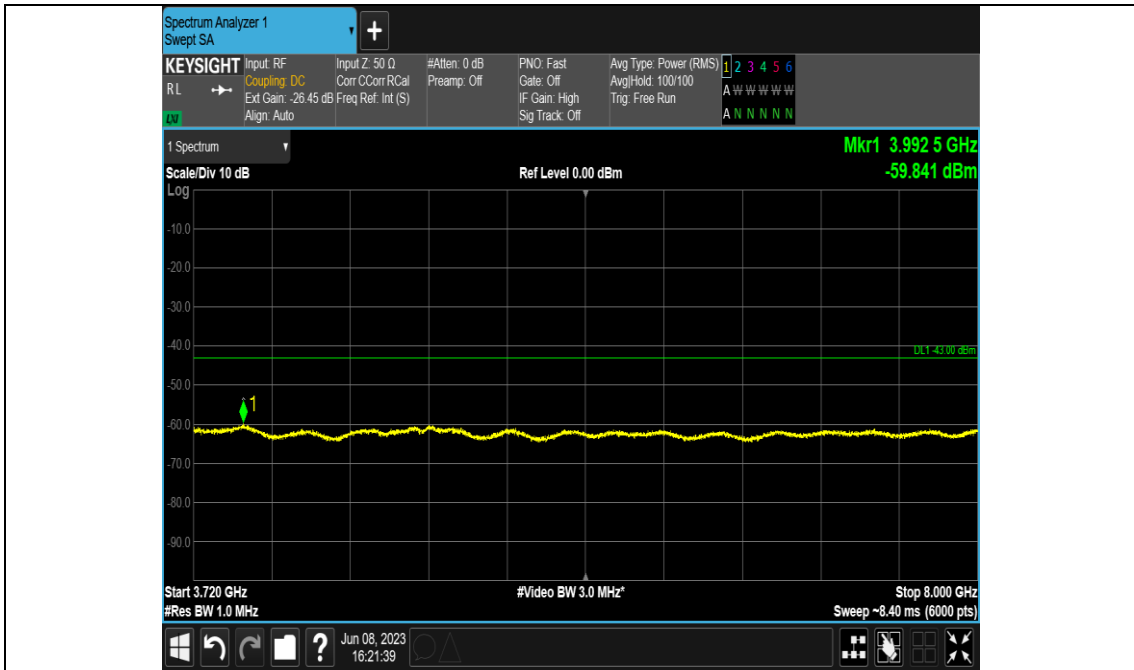 Spectrum Analyzer 1
Swept SA
+
KEYSIGHT
RL
LXI
Input: RF
Coupling: DC
Ext Gain: -26.45 dB
Align: Auto
Input Z: 50 Ω
Corr CCorr RCal
Freq Ref: Int (S)
#Atten: 0 dB
Preamp: Off
PNO: Fast
Gate: Off
IF Gain: High
Sig Track: Off
Avg Type: Power (RMS)
Avg|Hold: 100/100
Trig: Free Run
1 2 3 4 5 6
A W W W W W
A N N N N N
1 Spectrum
Mkr1 3.992 5 GHz
-59.841 dBm
Scale/Div 10 dB
Ref Level 0.00 dBm
Log
-10.0
-20.0
-30.0
-40.0
DL1 -43.00 dBm
-50.0
1
-60.0
-70.0
-80.0
-90.0
Start 3.720 GHz
#Video BW 3.0 MHz*
Stop 8.000 GHz
#Res BW 1.0 MHz
Sweep ~8.40 ms (6000 pts)
?
Jun 08, 2023
16:21:39